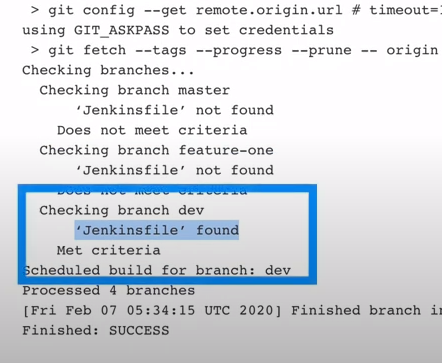 > git config --get remote.origin.url # timeout=
using GIT_ASKPASS to set credentials
> git fetch --tags --progress --prune -- origin
Checking branches...
Checking branch master
‘Jenkinsfile’ not found
Does not meet criteria
Checking branch feature-one
‘Jenkinsfile’ not found
Does not meet criteria
Checking branch dev
‘Jenkinsfile’ found
Met criteria
Scheduled build for branch: dev
Processed 4 branches
[Fri Feb 07 05:34:15 UTC 2020] Finished branch in
Finished: SUCCESS